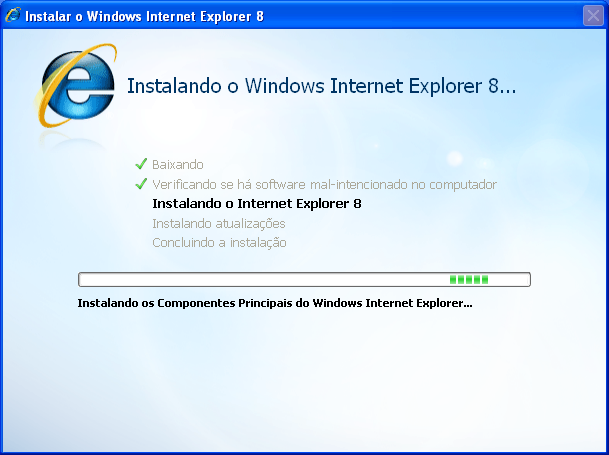 Instalar o Windows Internet Explorer 8
Instalando o Windows Internet Explorer 8...
Baixando
Verificando se há software mal-intencionado no computador
Instalando o Internet Explorer 8
Instalando atualizações
Concluindo a instalação
Instalando os Componentes Principais do Windows Internet Explorer...